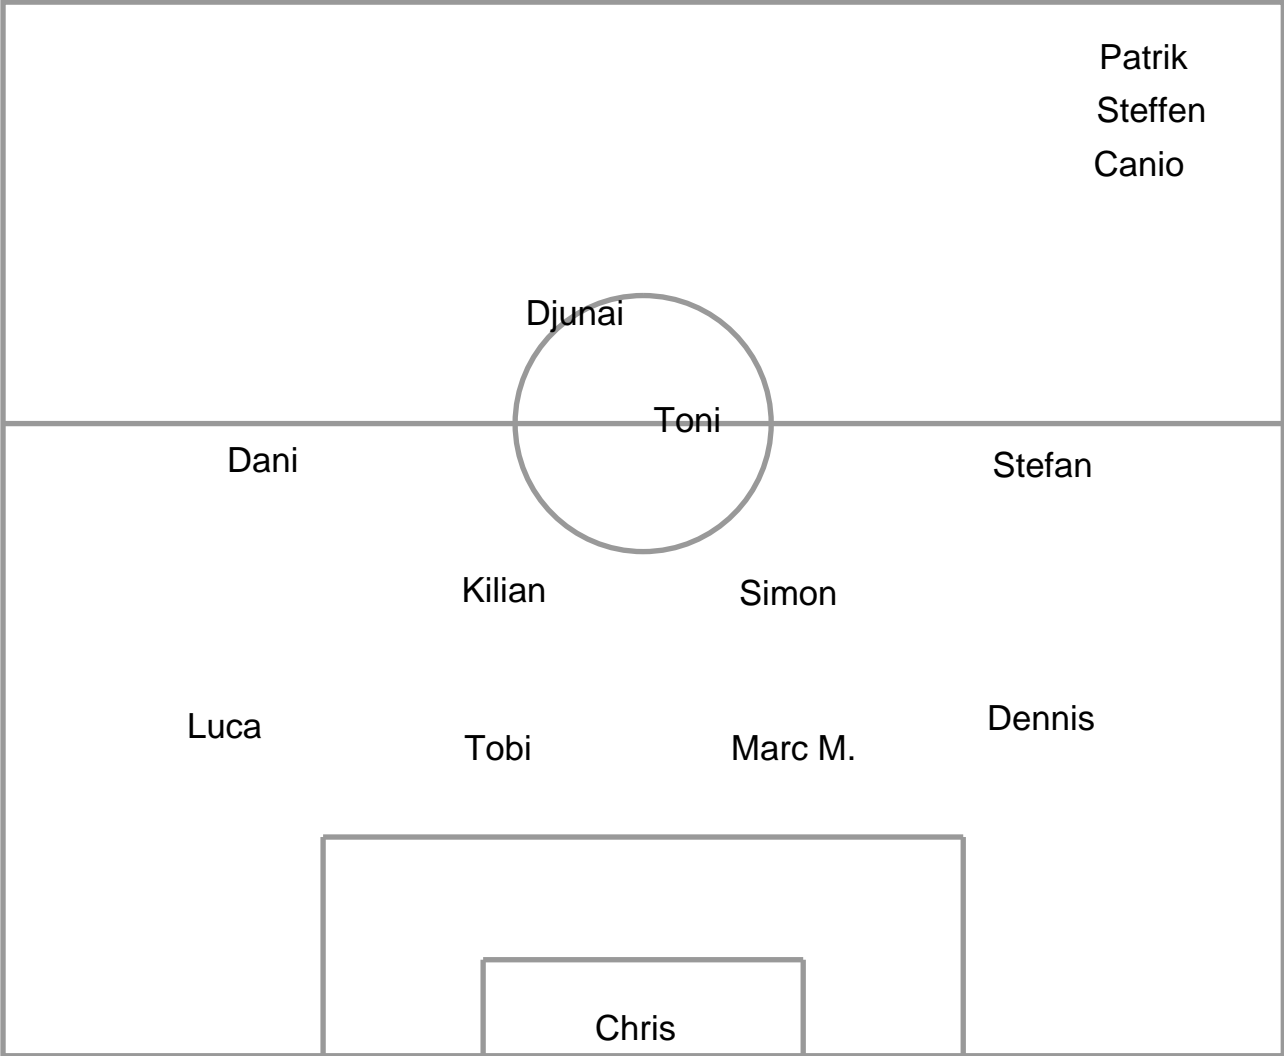 Patrik
Steffen
Canio
Djunai
Toni
Dani
Stefan
Kilian
Simon
Luca
Dennis
Tobi
Marc M.
Chris